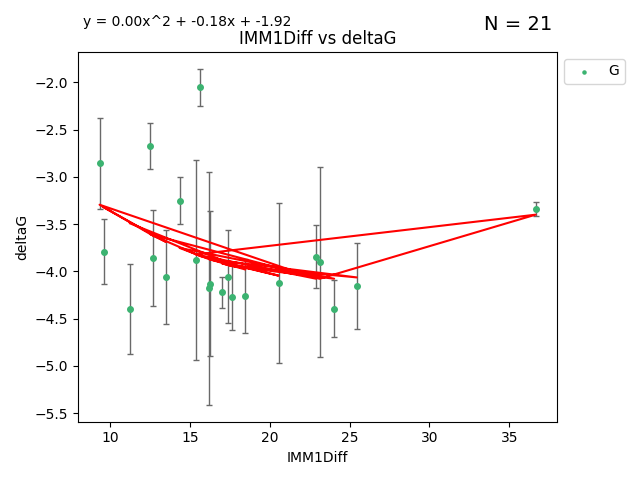 y = 0.00x^2 + -0.18x + -1.92
N = 21
IMM1Diff vs deltaG
G
−2.0
−2.5
−3.0
−3.5
−4.0
−4.5
−5.0
−5.5
deltaG
10 15 20 25 30 35
IMM1Diff